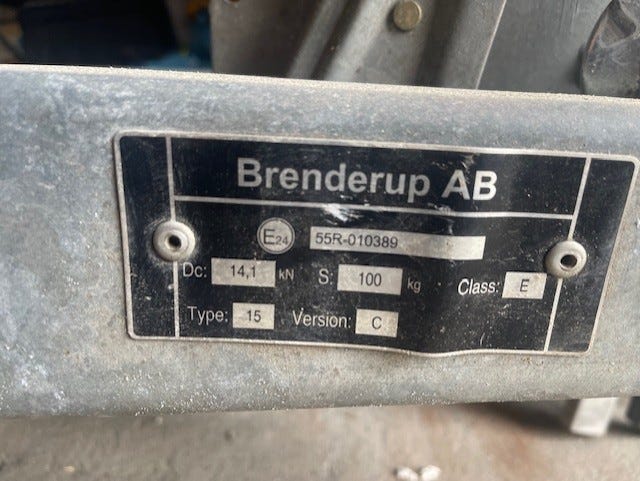 Brenderup AB
E24 55R-010389
Dc: 14,1 kN S: 100 kg Class: E
Type: 15 Version: C